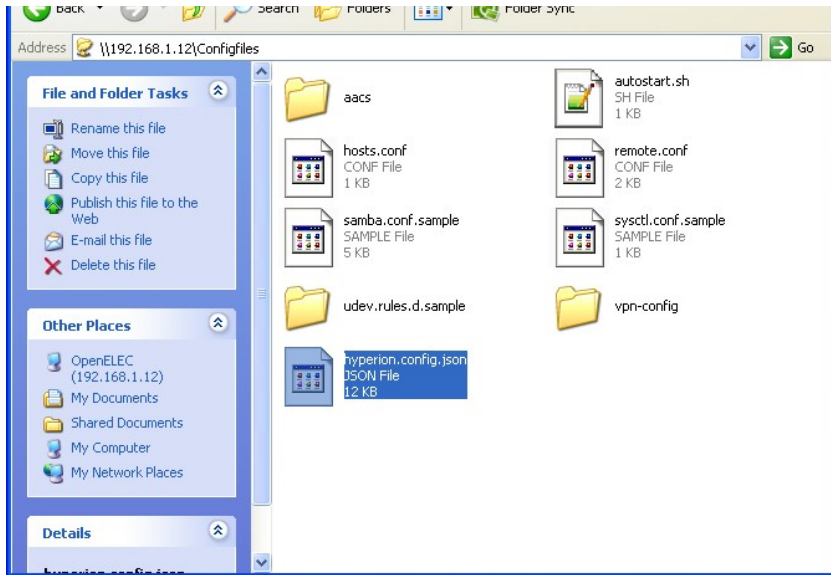 Back
Search
Folders
Folder Sync
Address
\\192.168.1.12\Configfiles
Go
File and Folder Tasks
Rename this file
Move this file
Copy this file
Publish this file to the
Web
E-mail this file
Delete this file
Other Places
OpenELEC
(192.168.1.12)
My Documents
Shared Documents
My Computer
My Network Places
Details
hyperion.config.json
aacs
autostart.sh
SH File
1 KB
hosts.conf
CONF File
1 KB
remote.conf
CONF File
2 KB
samba.conf.sample
SAMPLE File
5 KB
sysctl.conf.sample
SAMPLE File
1 KB
udev.rules.d.sample
vpn-config
hyperion.config.json
JSON File
12 KB